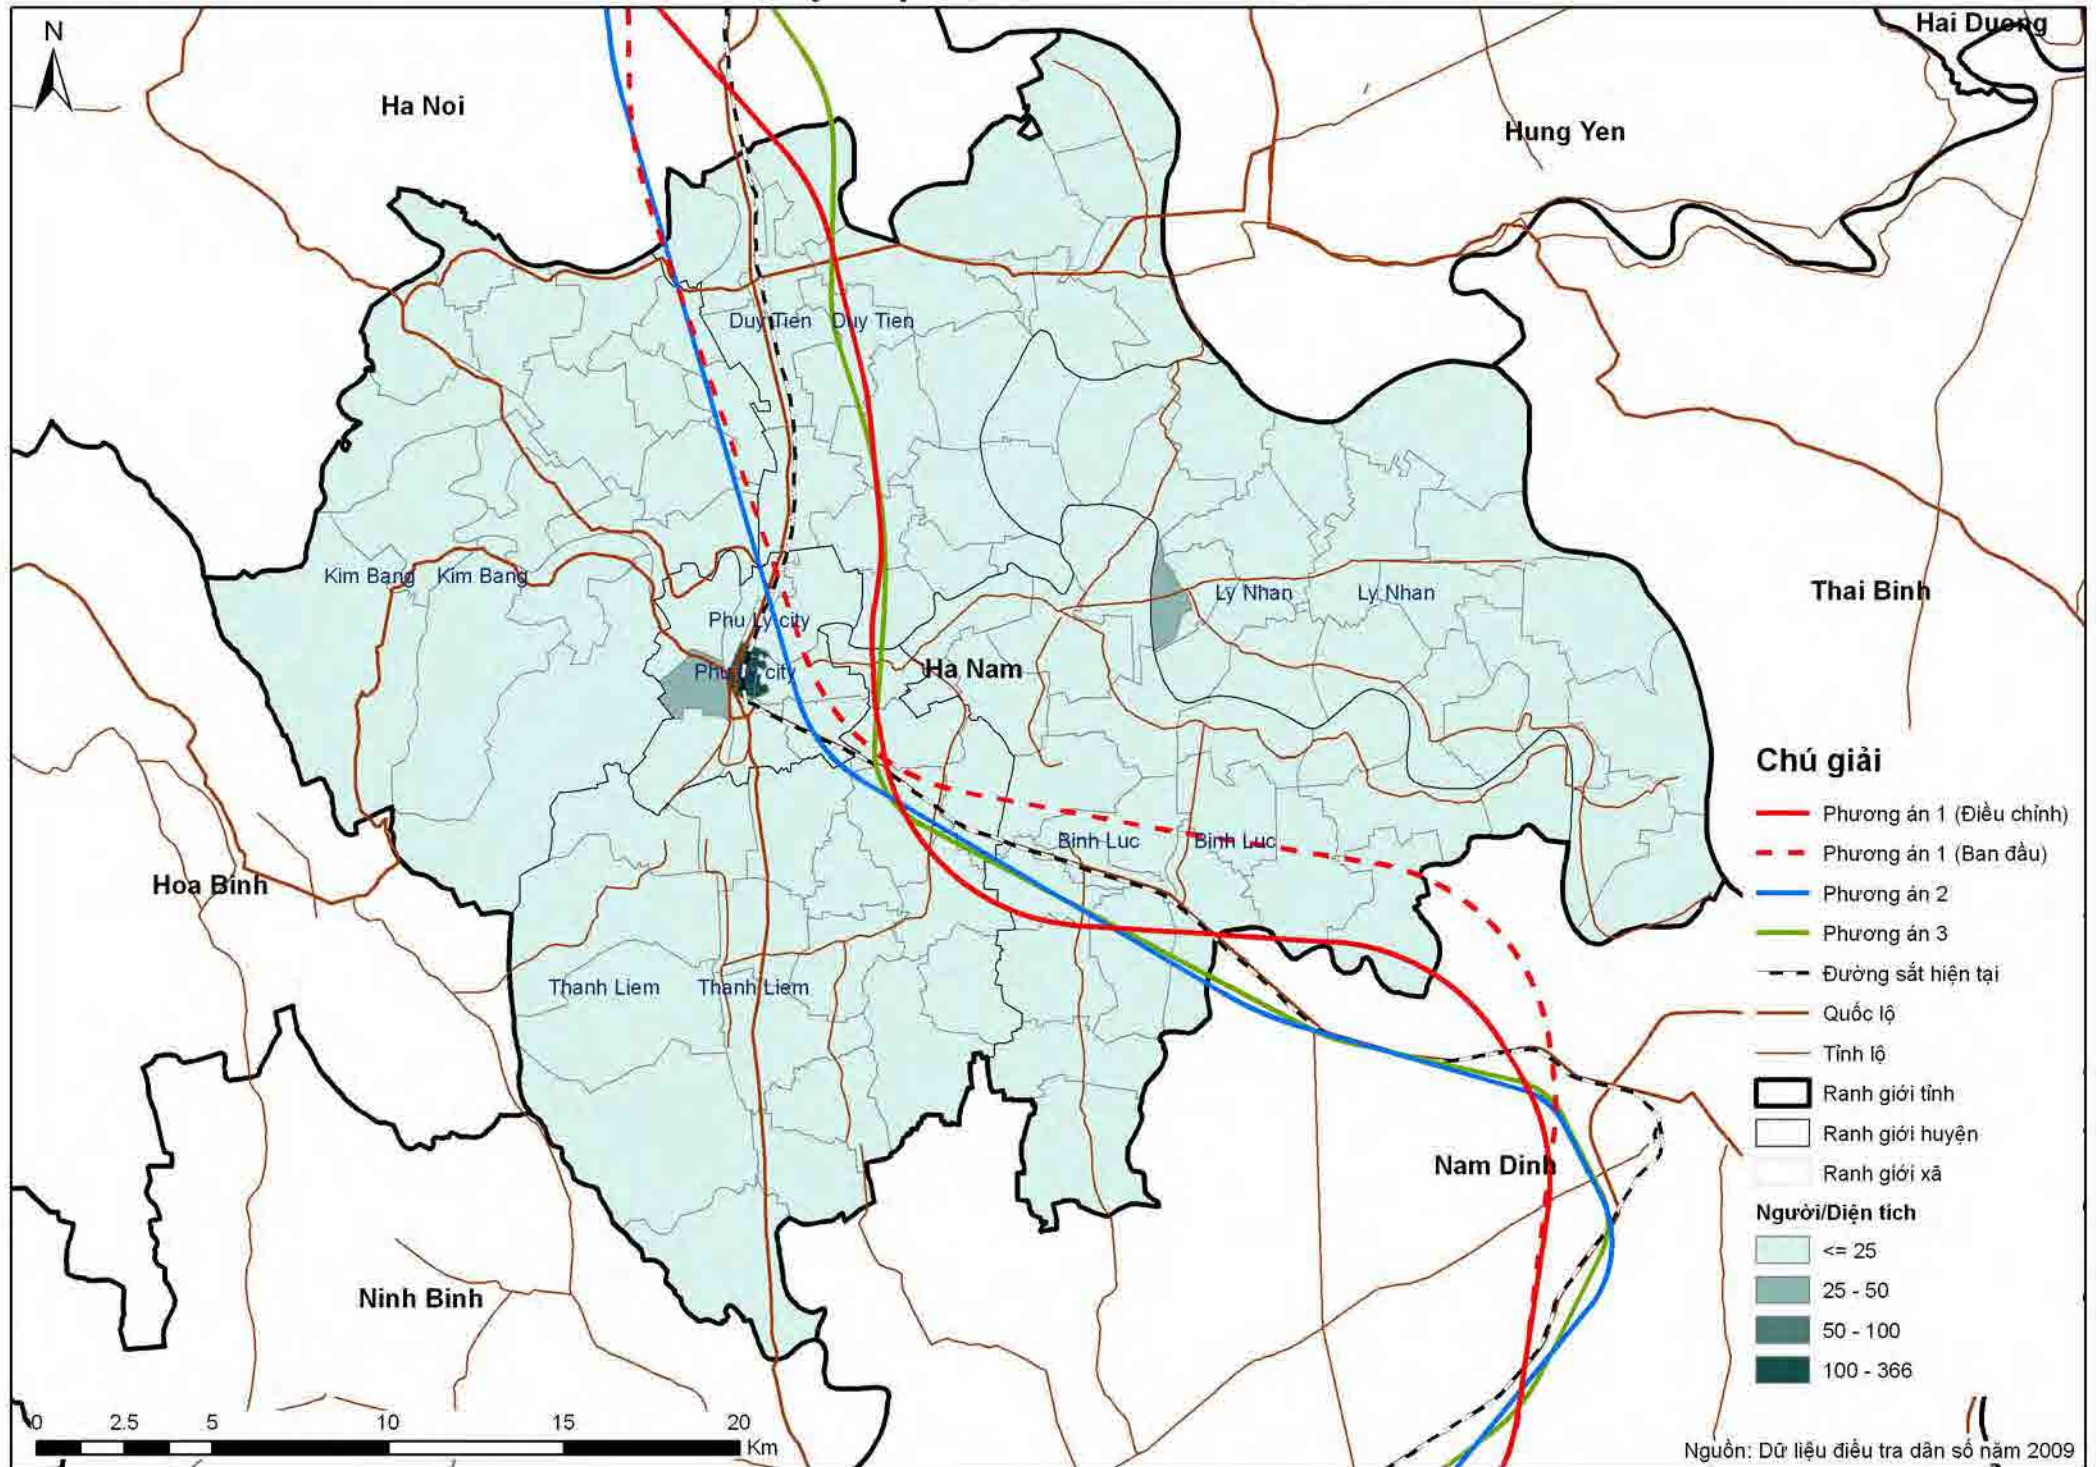 N
Hai Duong
Ha Noi
Hung Yen
Duy Tien Duy Tien
Kim Bang Kim Bang
Ly Nhan Ly Nhan
Thai Binh
Phu Ly city
Phu Ly city
Ha Nam
Binh Luc Binh Luc
Hoa Binh
Thanh Liem Thanh Liem
Nam Dinh
Ninh Binh
Chú giải
Phương án 1 (Điều chỉnh)
Phương án 1 (Ban đầu)
Phương án 2
Phương án 3
Đường sắt hiện tại
Quốc lộ
Tỉnh lộ
Ranh giới tỉnh
Ranh giới huyện
Ranh giới xã
Người/Diện tích
<= 25
25 - 50
50 - 100
100 - 366
0 2.5 5 10 15 20
Km
Nguồn: Dữ liệu điều tra dân số năm 2009